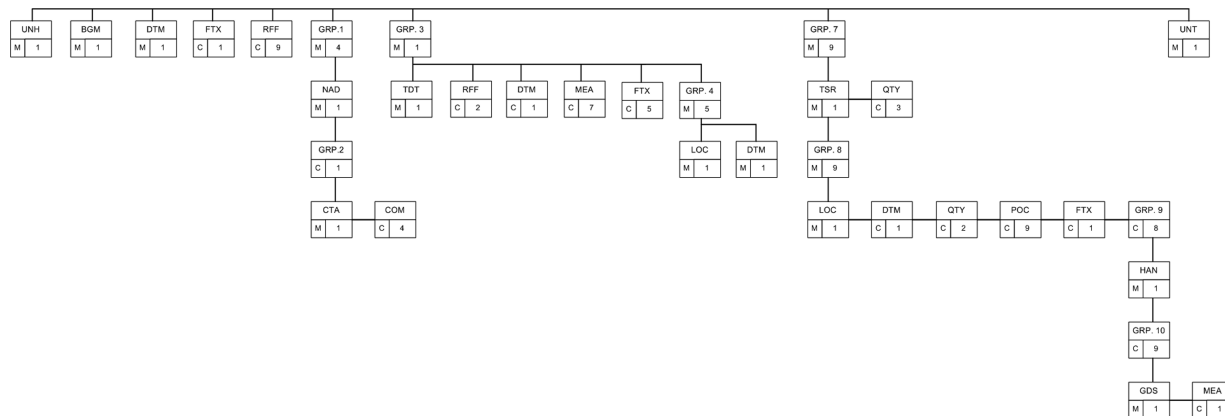 UNH BGM DTM FTX RFF GRP.1 GRP. 3 GRP. 7 UNT
M 1 M 1 M 1 C 1 C 9 M 4 M 1 M 9 M 1
NAD TDT RFF DTM MEA FTX GRP. 4 TSR QTY
M 1 M 1 C 2 C 1 C 7 C 5 M 5 M 1 C 3
GRP.2 LOC DTM GRP. 8
C 1 M 1 M 1 M 9
CTA COM LOC DTM QTY POC FTX GRP. 9
M 1 C 4 M 1 C 1 C 2 C 9 C 1 C 8
HAN
M 1
GRP. 10
C 9
GDS MEA
M 1 C 1